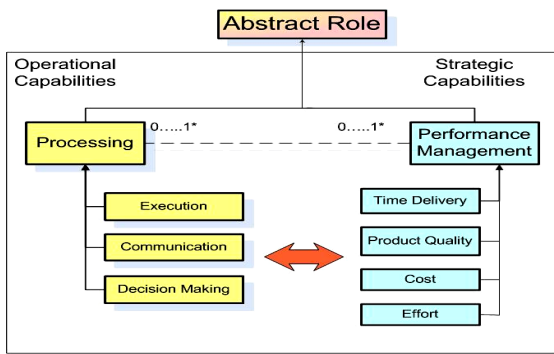 Abstract Role
Operational
Capabilities
Strategic
Capabilities
0.....1*
0.....1*
Processing
Performance
Management
Execution
Communication
Decision Making
Time Delivery
Product Quality
Cost
Effort